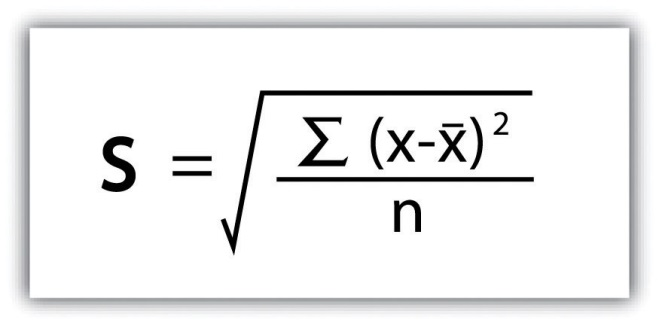 S = √(Σ (x-x̄)² / n)